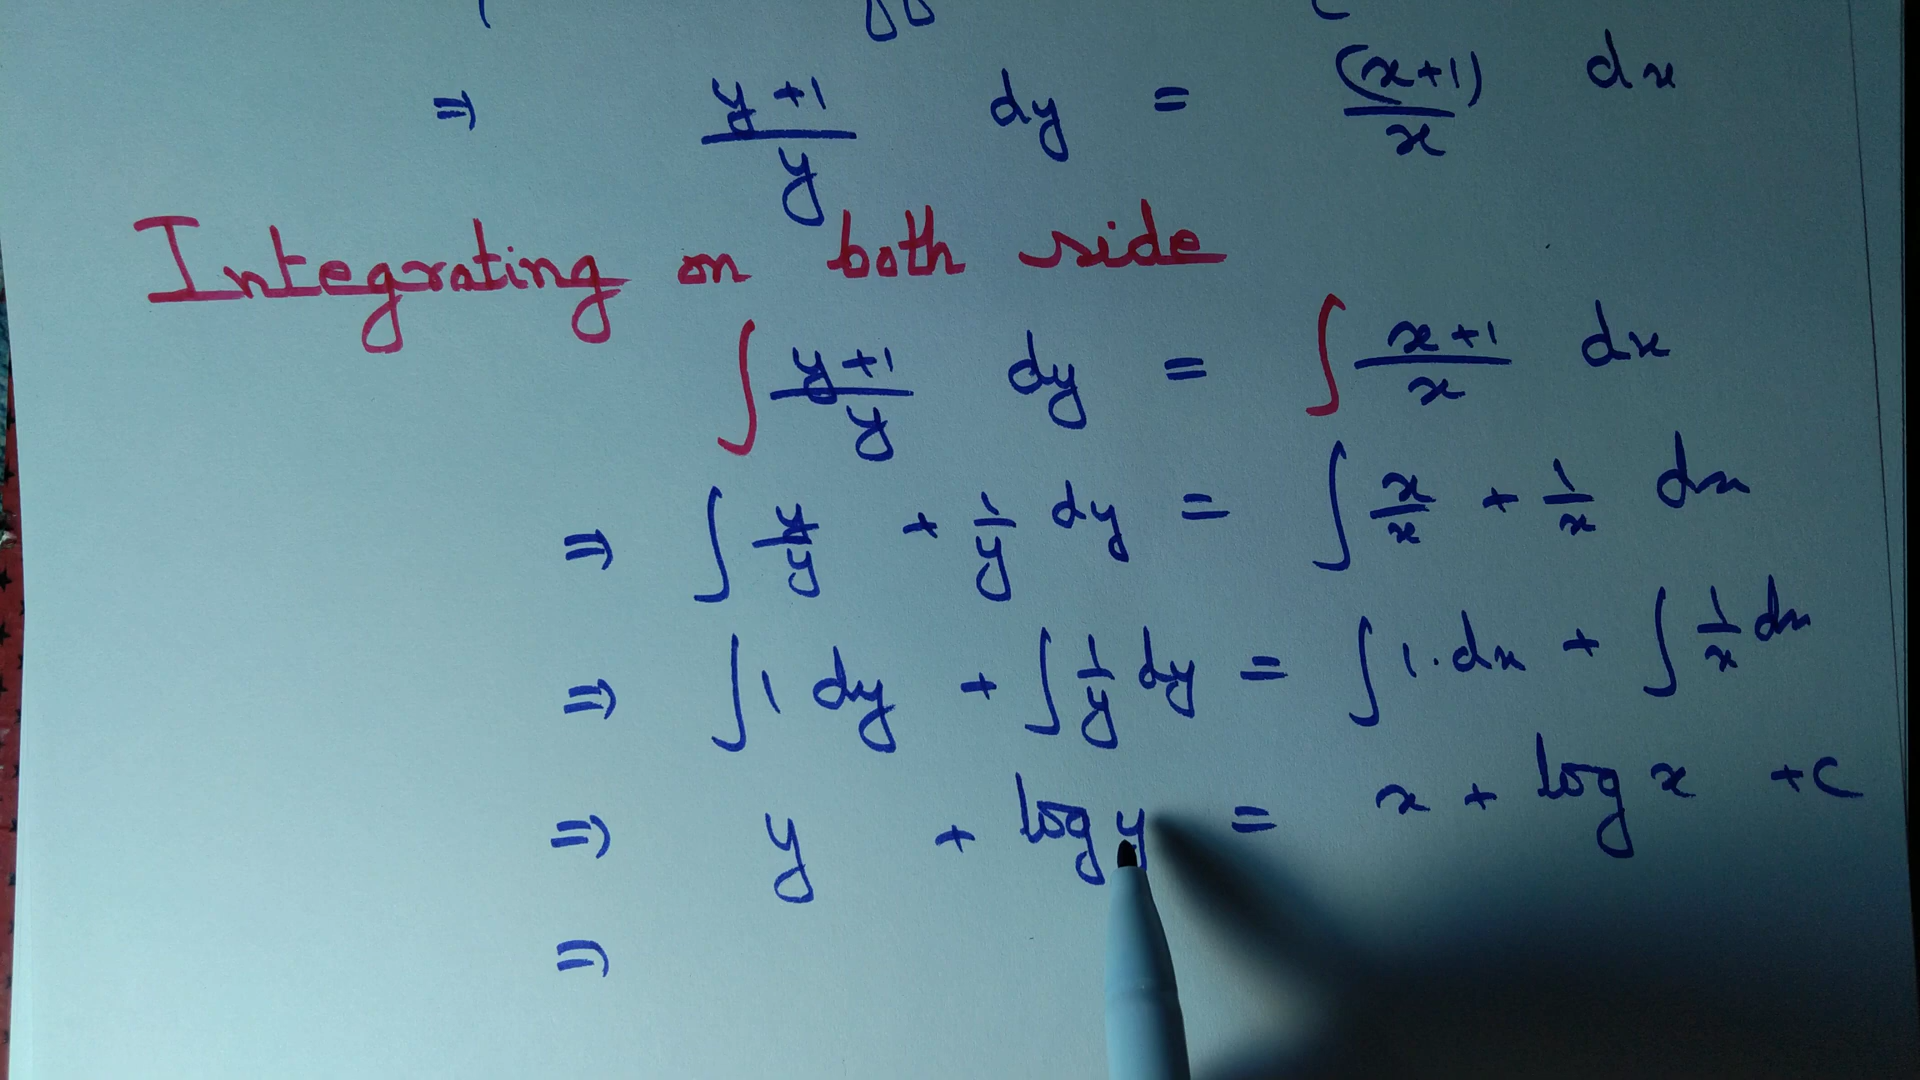 ⇒ y+1/y dy = (x+1)/x dx
Integrating on both side
∫ y+1/y dy = ∫ x+1/x dx
⇒ ∫ y/y + 1/y dy = ∫ x/x + 1/x dx
⇒ ∫ 1 dy + ∫ 1/y dy = ∫ 1. dx + ∫ 1/x dx
⇒ y + log y = x + log x +c
⇒